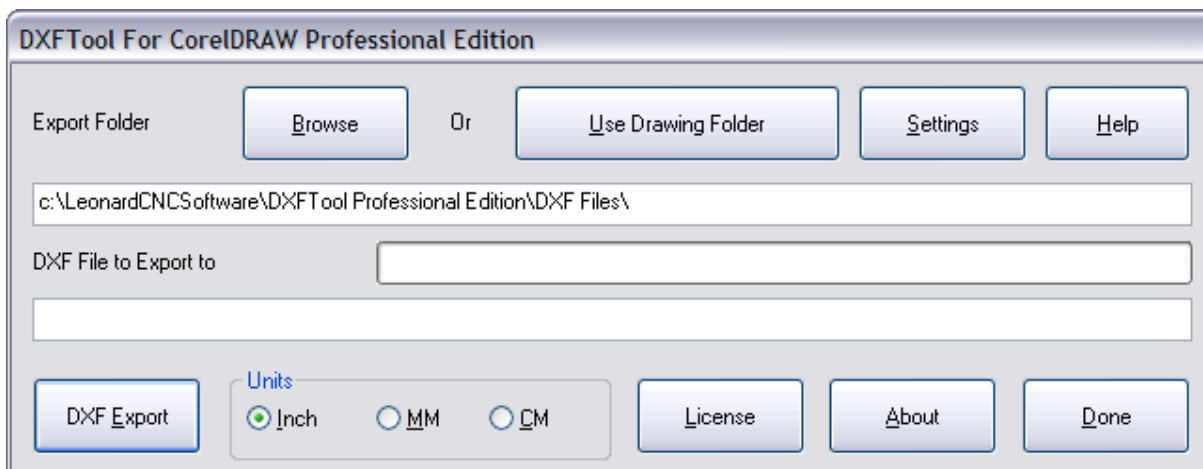 DXFTool For CorelDRAW Professional Edition
Export Folder Browse Or Use Drawing Folder Settings Help
c:\LeonardCNCSoftware\DXFTool Professional Edition\DXF Files\
DXF File to Export to
Units
DXF Export Inch MM CM License About Done